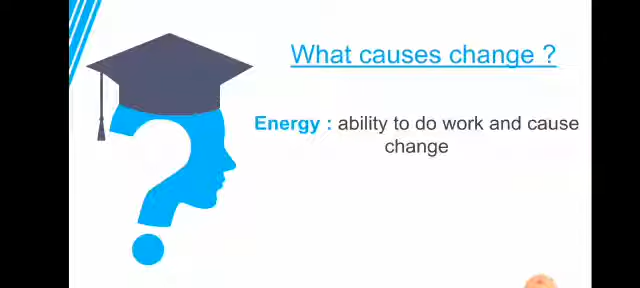 What causes change ?
Energy : ability to do work and cause
change